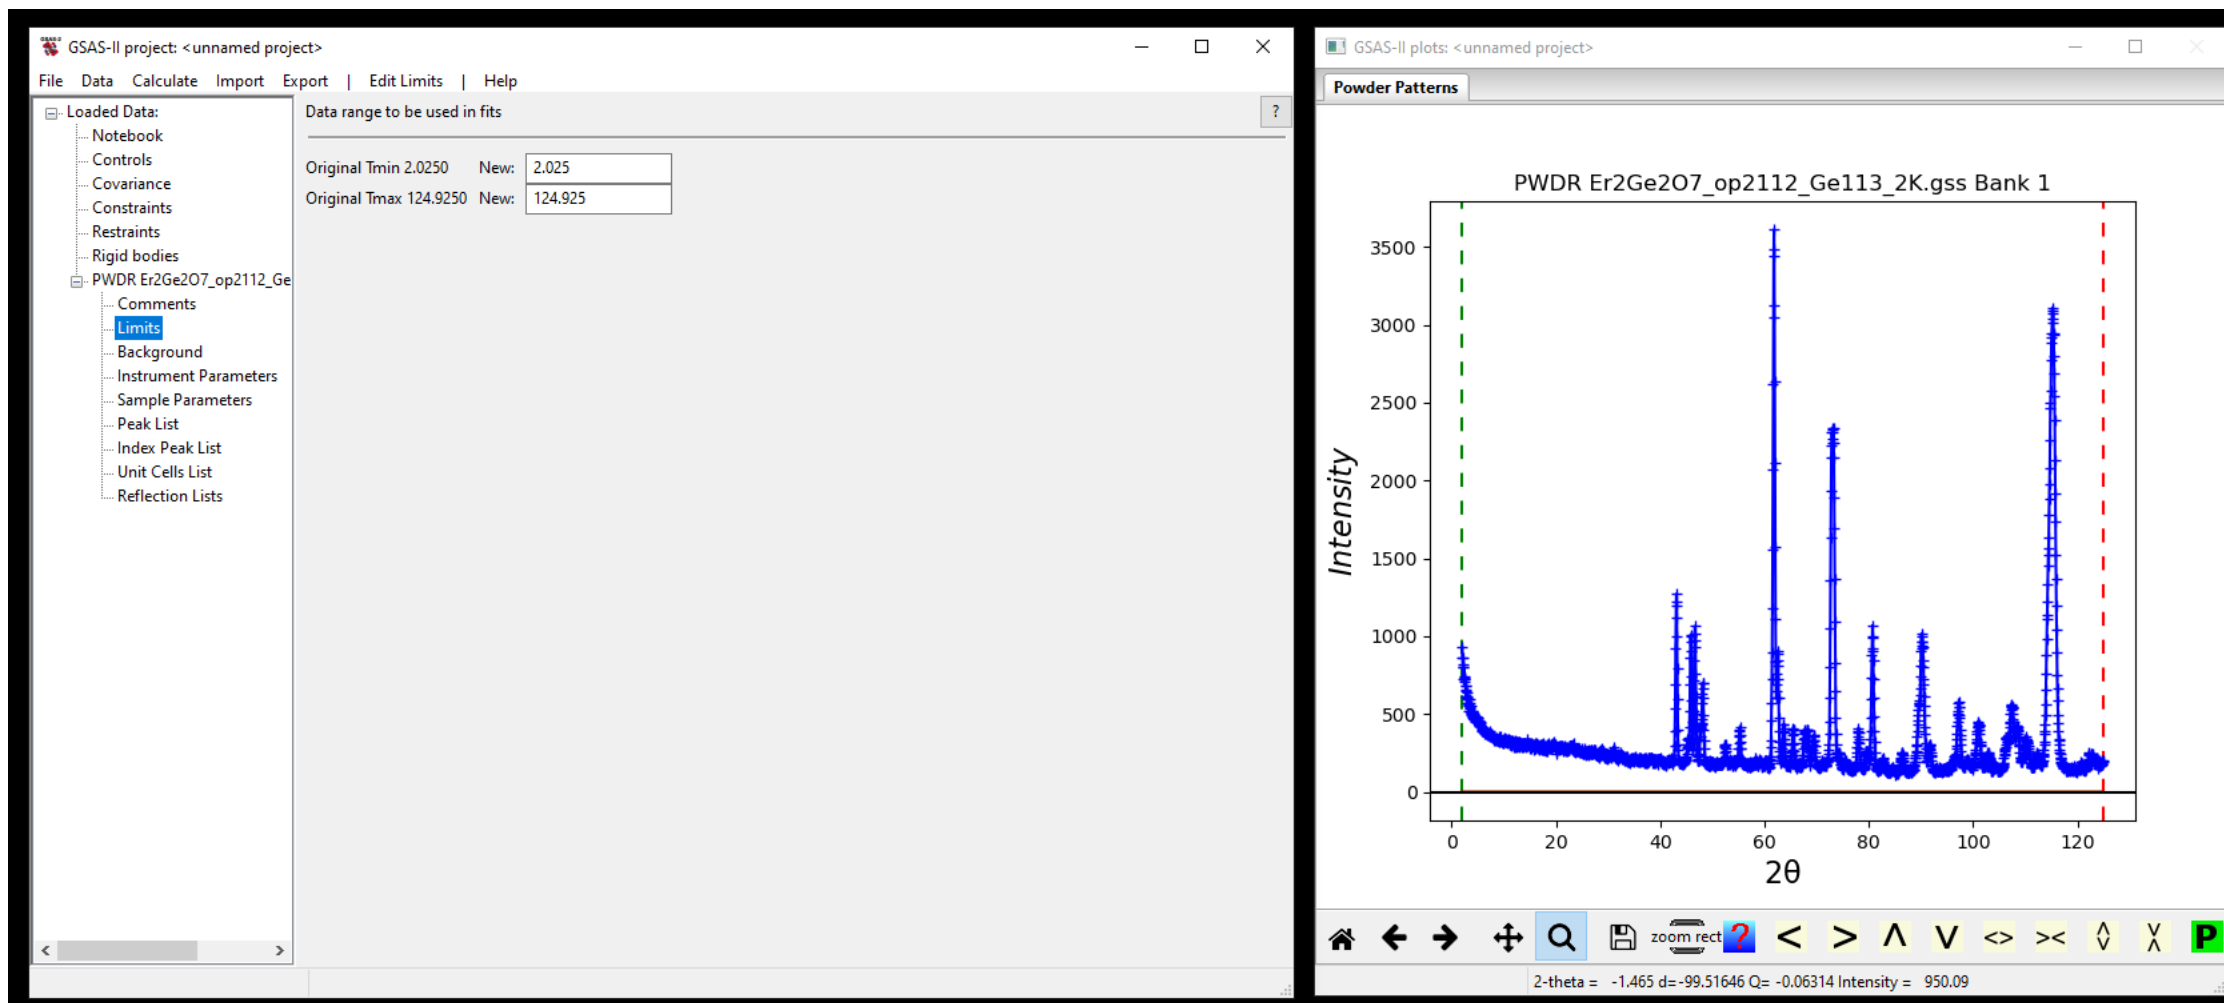 GSAS-II project: <unnamed project>
File Data Calculate Import Export | Edit Limits | Help
Loaded Data:
Notebook
Controls
Covariance
Constraints
Restraints
Rigid bodies
PWDR Er2Ge2O7_op2112_Ge
Comments
Limits
Background
Instrument Parameters
Sample Parameters
Peak List
Index Peak List
Unit Cells List
Reflection Lists
Data range to be used in fits
?
Original Tmin 2.0250 New: 2.025
Original Tmax 124.9250 New: 124.925
GSAS-II plots: <unnamed project>
Powder Patterns
PWDR Er2Ge2O7_op2112_Ge113_2K.gss Bank 1
3500
3000
2500
2000
1500
1000
500
0
Intensity
0 20 40 60 80 100 120
2θ
zoom rect ? < > Λ V <> >< P
2-theta = -1.465 d=-99.51646 Q= -0.06314 Intensity = 950.09